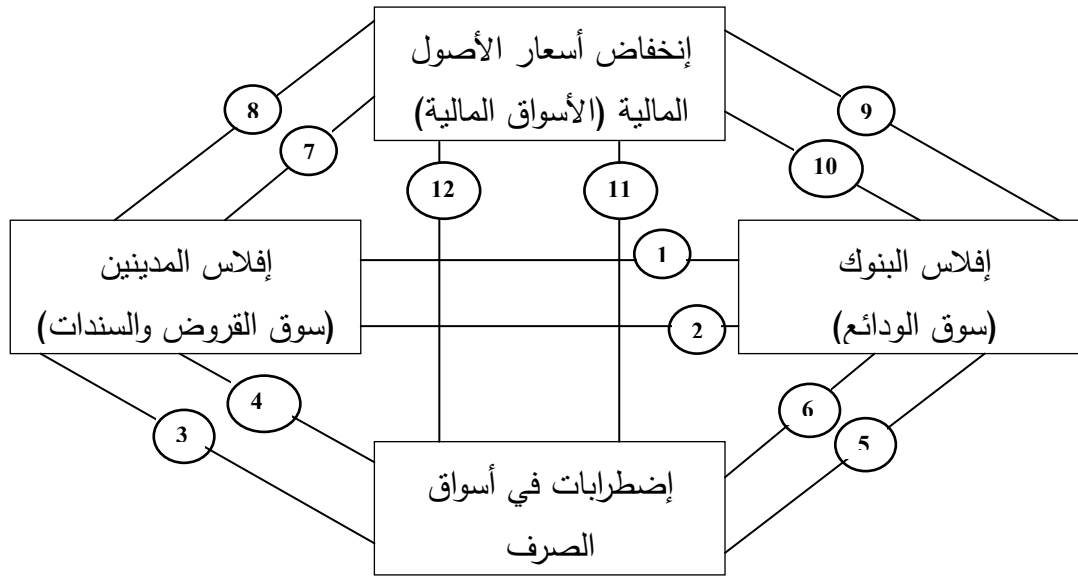 إنخفاض أسعار الأصول
المالية (الأسواق المالية)
9
8
10
7
11
12
إفلاس البنوك
(سوق الودائع)
1
إفلاس المدينين
(سوق القروض والسندات)
2
6
4
5
3
إضطرابات في أسواق
الصرف